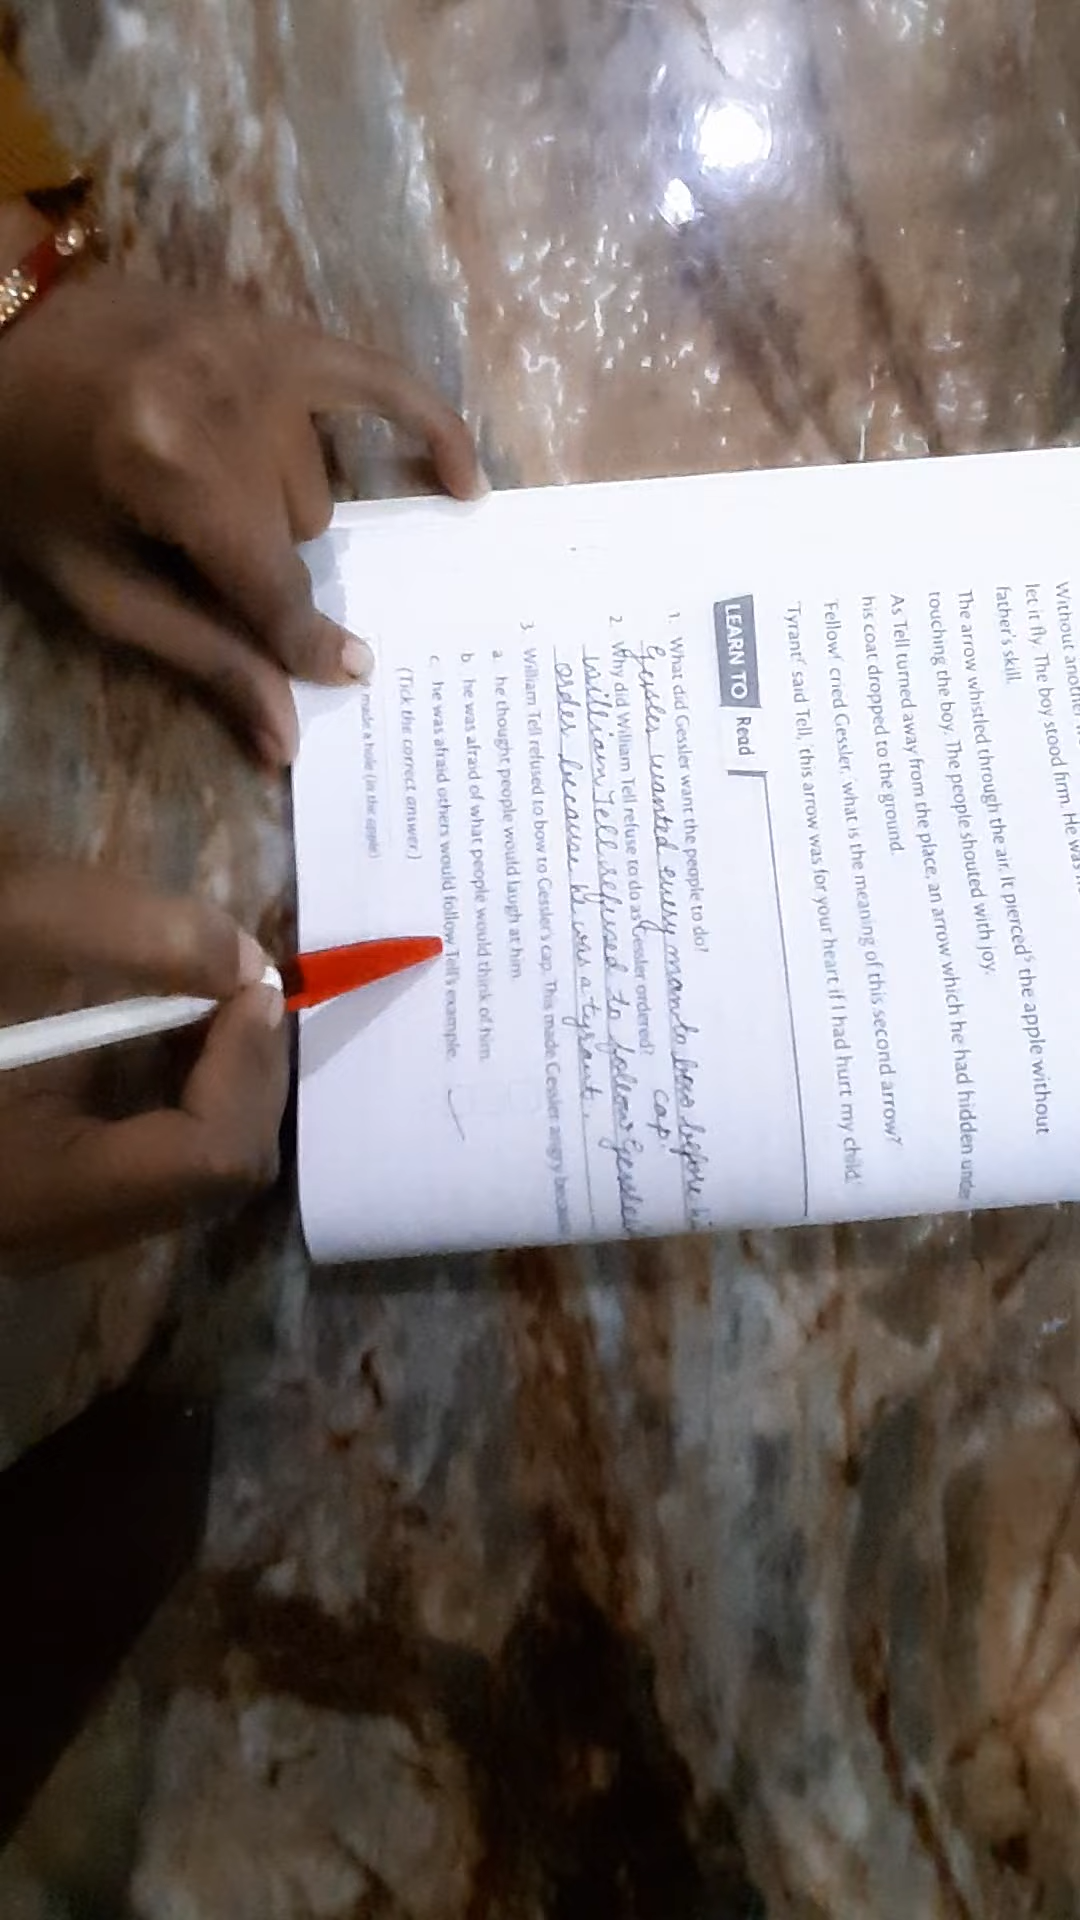 Without another
let it fly. The boy stood firm. He was
father's skill.
The arrow whistled through the air. It pierced⁵ the apple without
touching the boy. The people shouted with joy.
As Tell turned away from the place, an arrow which he had hidden under
his coat dropped to the ground.
'Fellow!' cried Gessler, 'what is the meaning of this second arrow?'
'Tyrant!' said Tell, 'this arrow was for your heart if I had hurt my child.'
LEARN TO Read
1. What did Gessler want the people to do?
Gessler wanted every man to bow before hi
cap.
2. Why did William Tell refuse to do as Gessler ordered?
William Tell refused to follow Gessler
order because he was a tyrant.
3. William Tell refused to bow to Gessler's cap. This made Gessler angry because
a. he thought people would laugh at him.
b. he was afraid of what people would think of him.
c. he was afraid others would follow Tell's example.
(Tick the correct answer.)
made a hole (in the apple)